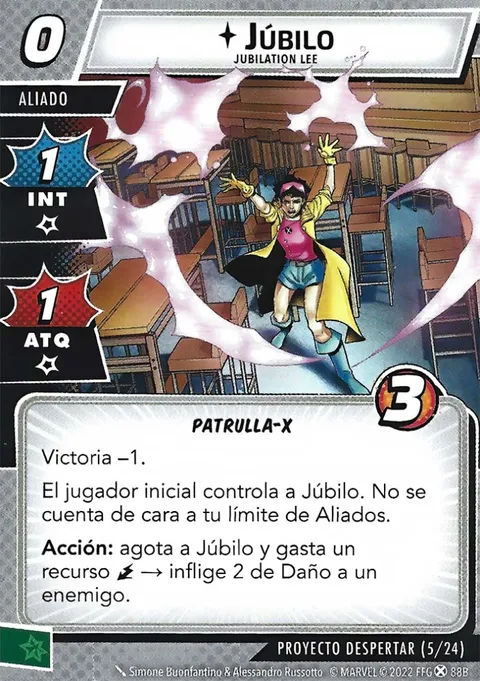 0
JÚBILO
JUBILATION LEE
ALIADO
1
INT
1
ATQ
3
PATRULLA-X
Victoria –1.
El jugador inicial controla a Júbilo. No se
cuenta de cara a tu límite de Aliados.
Acción: agota a Júbilo y gasta un
recurso → inflige 2 de Daño a un
enemigo.
PROYECTO DESPERTAR (5/24)
Simone Buonfantino & Alessandro Russotto © MARVEL © 2022 FFG 88B